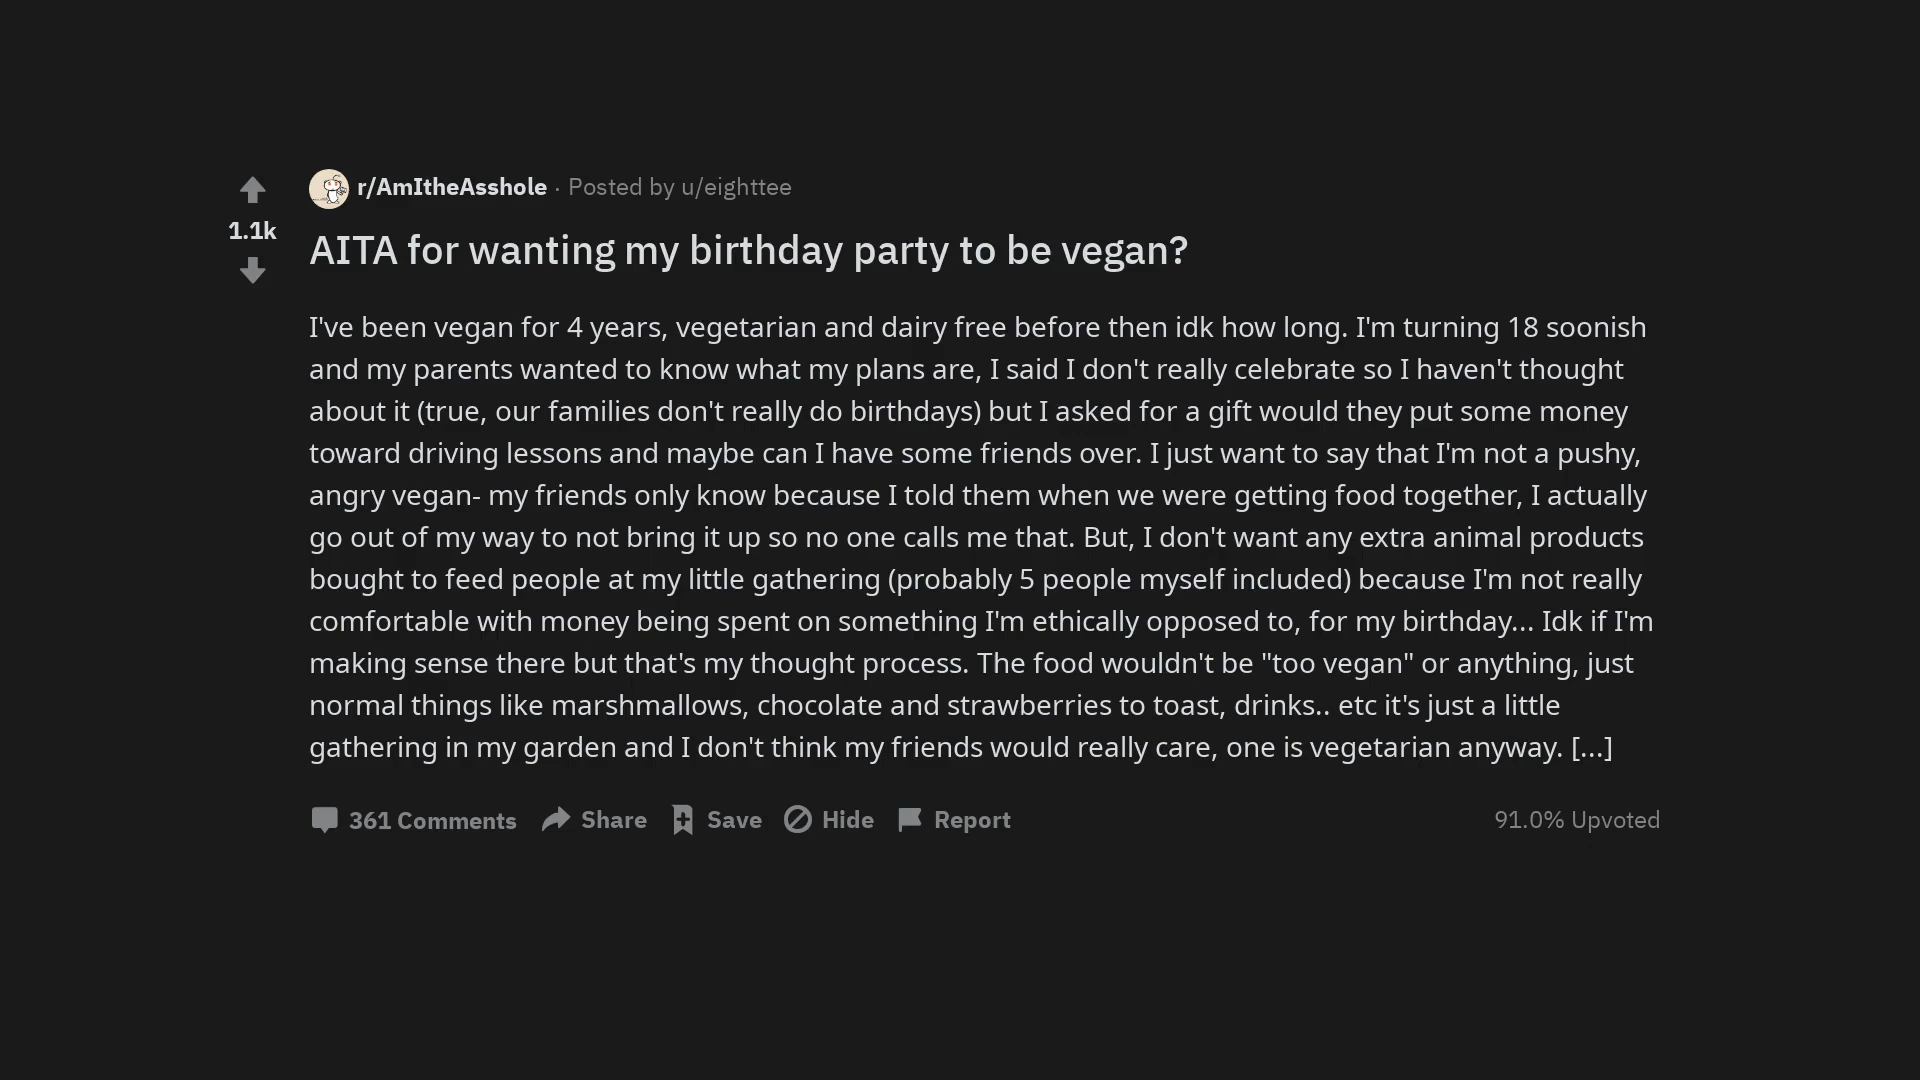 r/AmItheAsshole · Posted by u/eighttee
1.1k
AITA for wanting my birthday party to be vegan?
I've been vegan for 4 years, vegetarian and dairy free before then idk how long. I'm turning 18 soonish
and my parents wanted to know what my plans are, I said I don't really celebrate so I haven't thought
about it (true, our families don't really do birthdays) but I asked for a gift would they put some money
toward driving lessons and maybe can I have some friends over. I just want to say that I'm not a pushy,
angry vegan- my friends only know because I told them when we were getting food together, I actually
go out of my way to not bring it up so no one calls me that. But, I don't want any extra animal products
bought to feed people at my little gathering (probably 5 people myself included) because I'm not really
comfortable with money being spent on something I'm ethically opposed to, for my birthday... Idk if I'm
making sense there but that's my thought process. The food wouldn't be "too vegan" or anything, just
normal things like marshmallows, chocolate and strawberries to toast, drinks.. etc it's just a little
gathering in my garden and I don't think my friends would really care, one is vegetarian anyway. [...]
361 Comments Share Save Hide Report 91.0% Upvoted